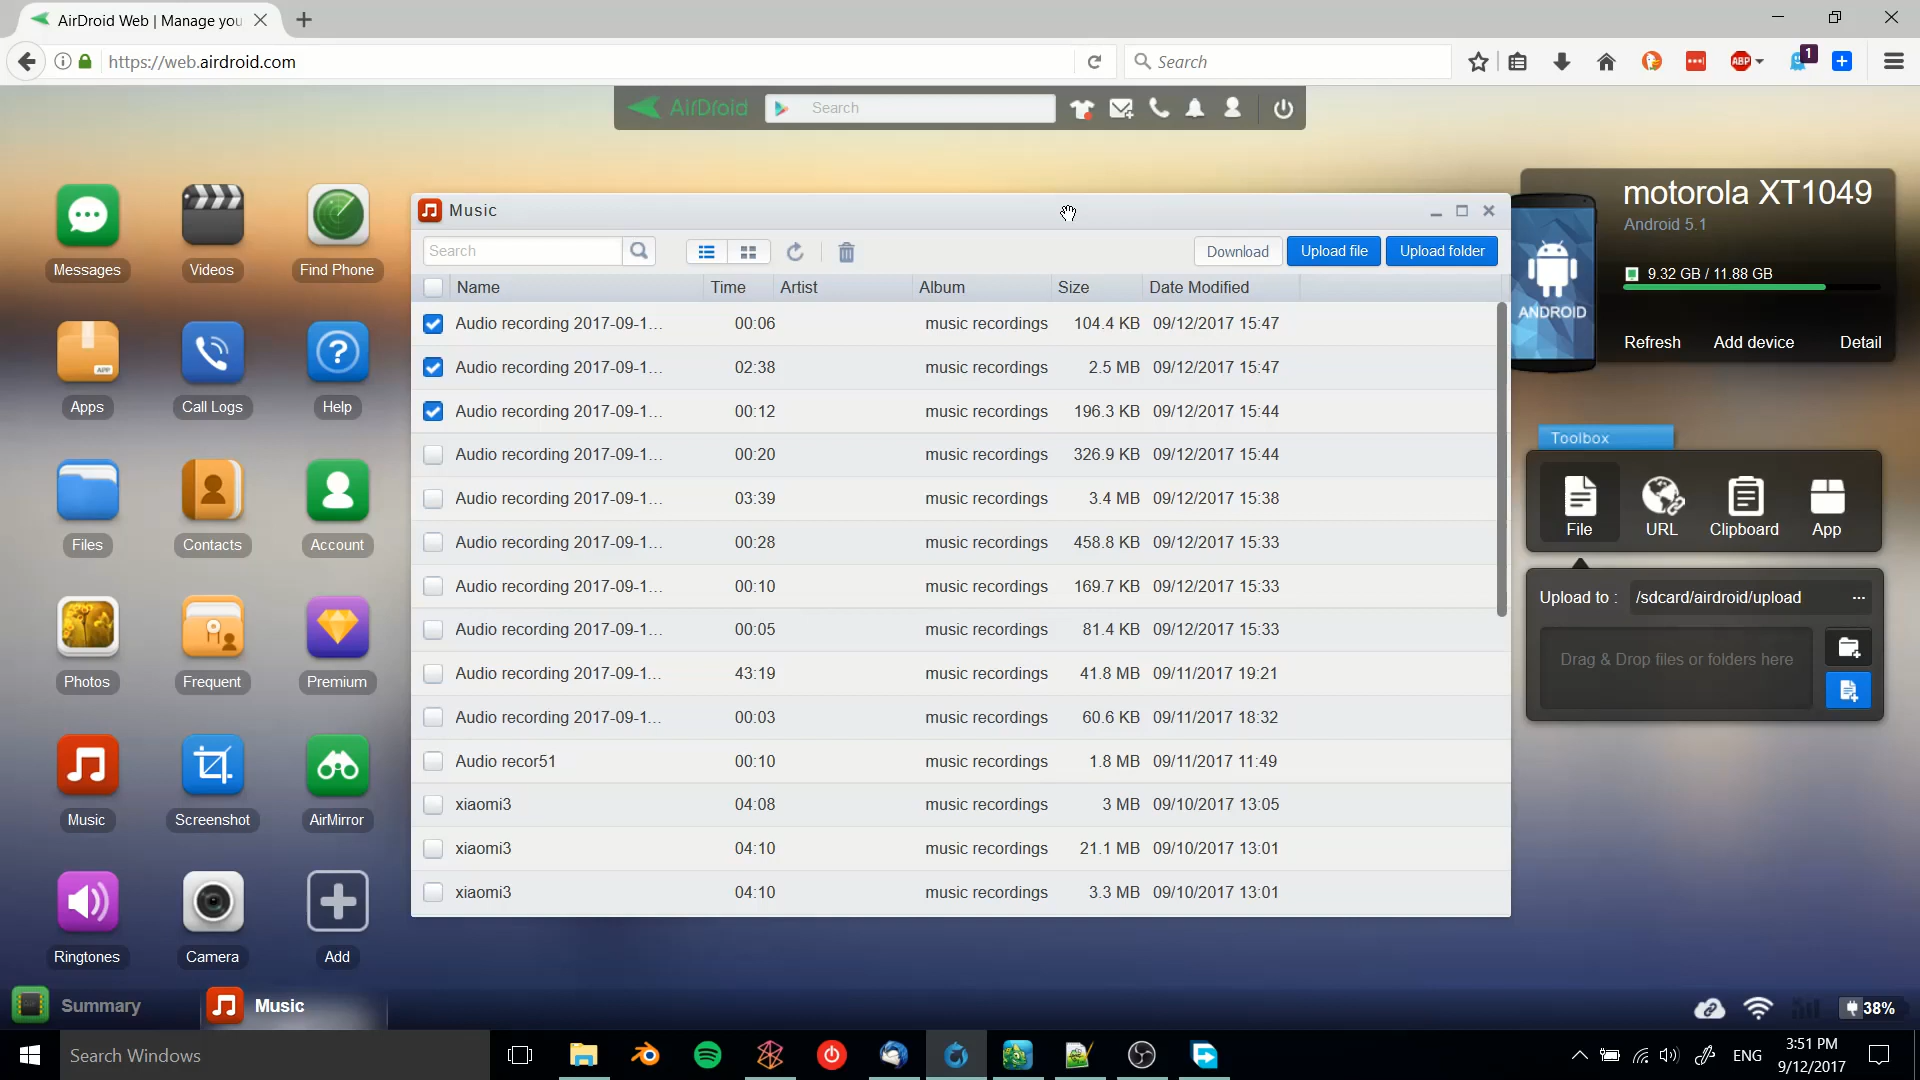 AirDroid Web | Manage you
https://web.airdroid.com
Search
ABP
1
AirDroid
Search
Messages
Videos
Find Phone
APP
Apps
Call Logs
Help
Files
Contacts
Account
Photos
Frequent
Premium
Music
Screenshot
AirMirror
Ringtones
Camera
Add
Music
Search
Download
Upload file
Upload folder
Name Time Artist Album Size Date Modified
Audio recording 2017-09-1... 00:06 music recordings 104.4 KB 09/12/2017 15:47
Audio recording 2017-09-1... 02:38 music recordings 2.5 MB 09/12/2017 15:47
Audio recording 2017-09-1... 00:12 music recordings 196.3 KB 09/12/2017 15:44
Audio recording 2017-09-1... 00:20 music recordings 326.9 KB 09/12/2017 15:44
Audio recording 2017-09-1... 03:39 music recordings 3.4 MB 09/12/2017 15:38
Audio recording 2017-09-1... 00:28 music recordings 458.8 KB 09/12/2017 15:33
Audio recording 2017-09-1... 00:10 music recordings 169.7 KB 09/12/2017 15:33
Audio recording 2017-09-1... 00:05 music recordings 81.4 KB 09/12/2017 15:33
Audio recording 2017-09-1... 43:19 music recordings 41.8 MB 09/11/2017 19:21
Audio recording 2017-09-1... 00:03 music recordings 60.6 KB 09/11/2017 18:32
Audio recor51 00:10 music recordings 1.8 MB 09/11/2017 11:49
xiaomi3 04:08 music recordings 3 MB 09/10/2017 13:05
xiaomi3 04:10 music recordings 21.1 MB 09/10/2017 13:01
xiaomi3 04:10 music recordings 3.3 MB 09/10/2017 13:01
motorola XT1049
Android 5.1
9.32 GB / 11.88 GB
ANDROID
Refresh Add device Detail
Toolbox
File URL Clipboard App
Upload to : /sdcard/airdroid/upload ...
Drag & Drop files or folders here
Summary
Music
38%
Search Windows
ENG
3:51 PM
9/12/2017